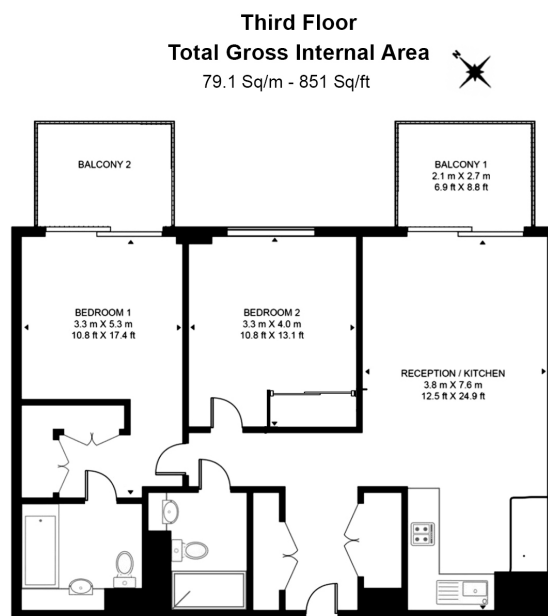 Third Floor
Total Gross Internal Area
79.1 Sq/m - 851 Sq/ft
N
BALCONY 2
BALCONY 1
2.1 m X 2.7 m
6.9 ft X 8.8 ft
BEDROOM 1
3.3 m X 5.3 m
10.8 ft X 17.4 ft
BEDROOM 2
3.3 m X 4.0 m
10.8 ft X 13.1 ft
RECEPTION / KITCHEN
3.8 m X 7.6 m
12.5 ft X 24.9 ft